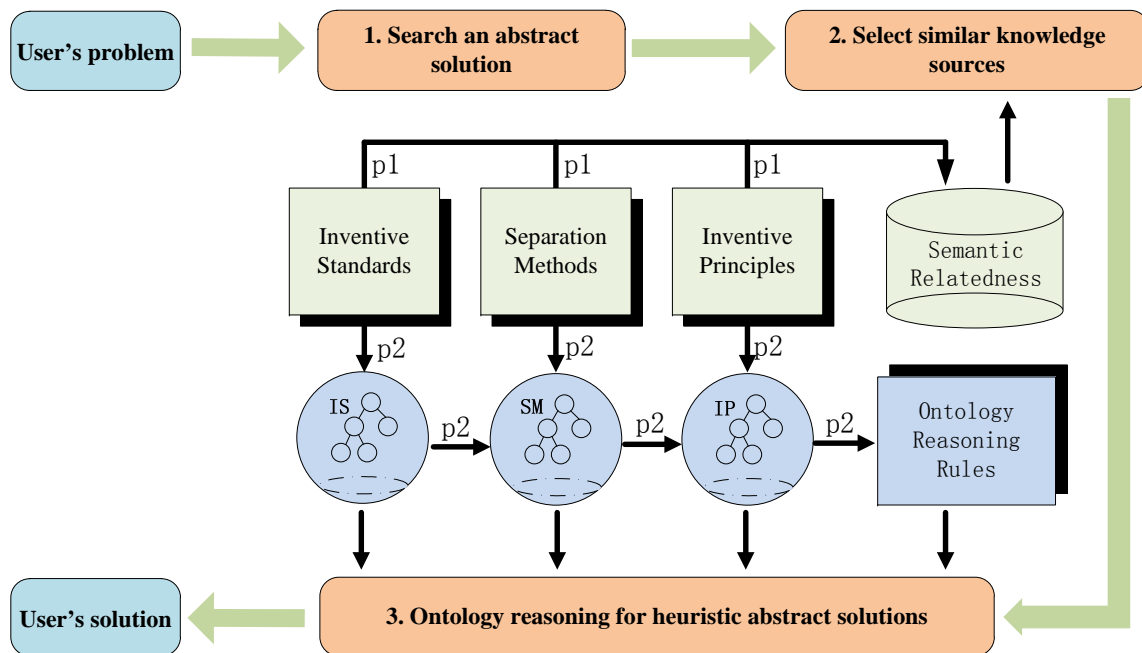 User's problem
1. Search an abstract
solution
2. Select similar knowledge
sources
p1
p1
p1
Inventive
Standards
Separation
Methods
Inventive
Principles
Semantic
Relatedness
p2
p2
p2
IS
SM
IP
p2
p2
p2
Ontology
Reasoning
Rules
User's solution
3. Ontology reasoning for heuristic abstract solutions